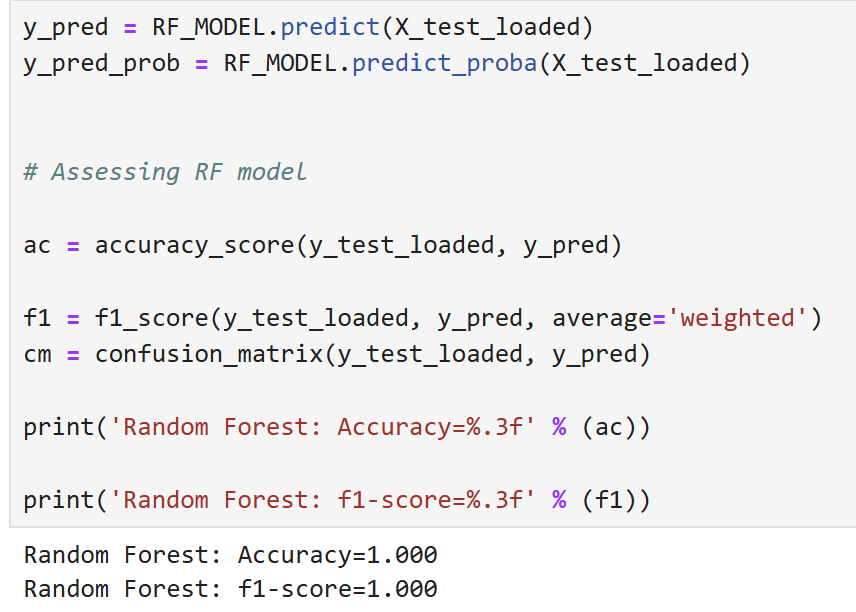 y_pred = RF_MODEL.predict(X_test_loaded)
y_pred_prob = RF_MODEL.predict_proba(X_test_loaded)
# Assessing RF model
ac = accuracy_score(y_test_loaded, y_pred)
f1 = f1_score(y_test_loaded, y_pred, average='weighted')
cm = confusion_matrix(y_test_loaded, y_pred)
print('Random Forest: Accuracy=%.3f' % (ac))
print('Random Forest: f1-score=%.3f' % (f1))
Random Forest: Accuracy=1.000
Random Forest: f1-score=1.000